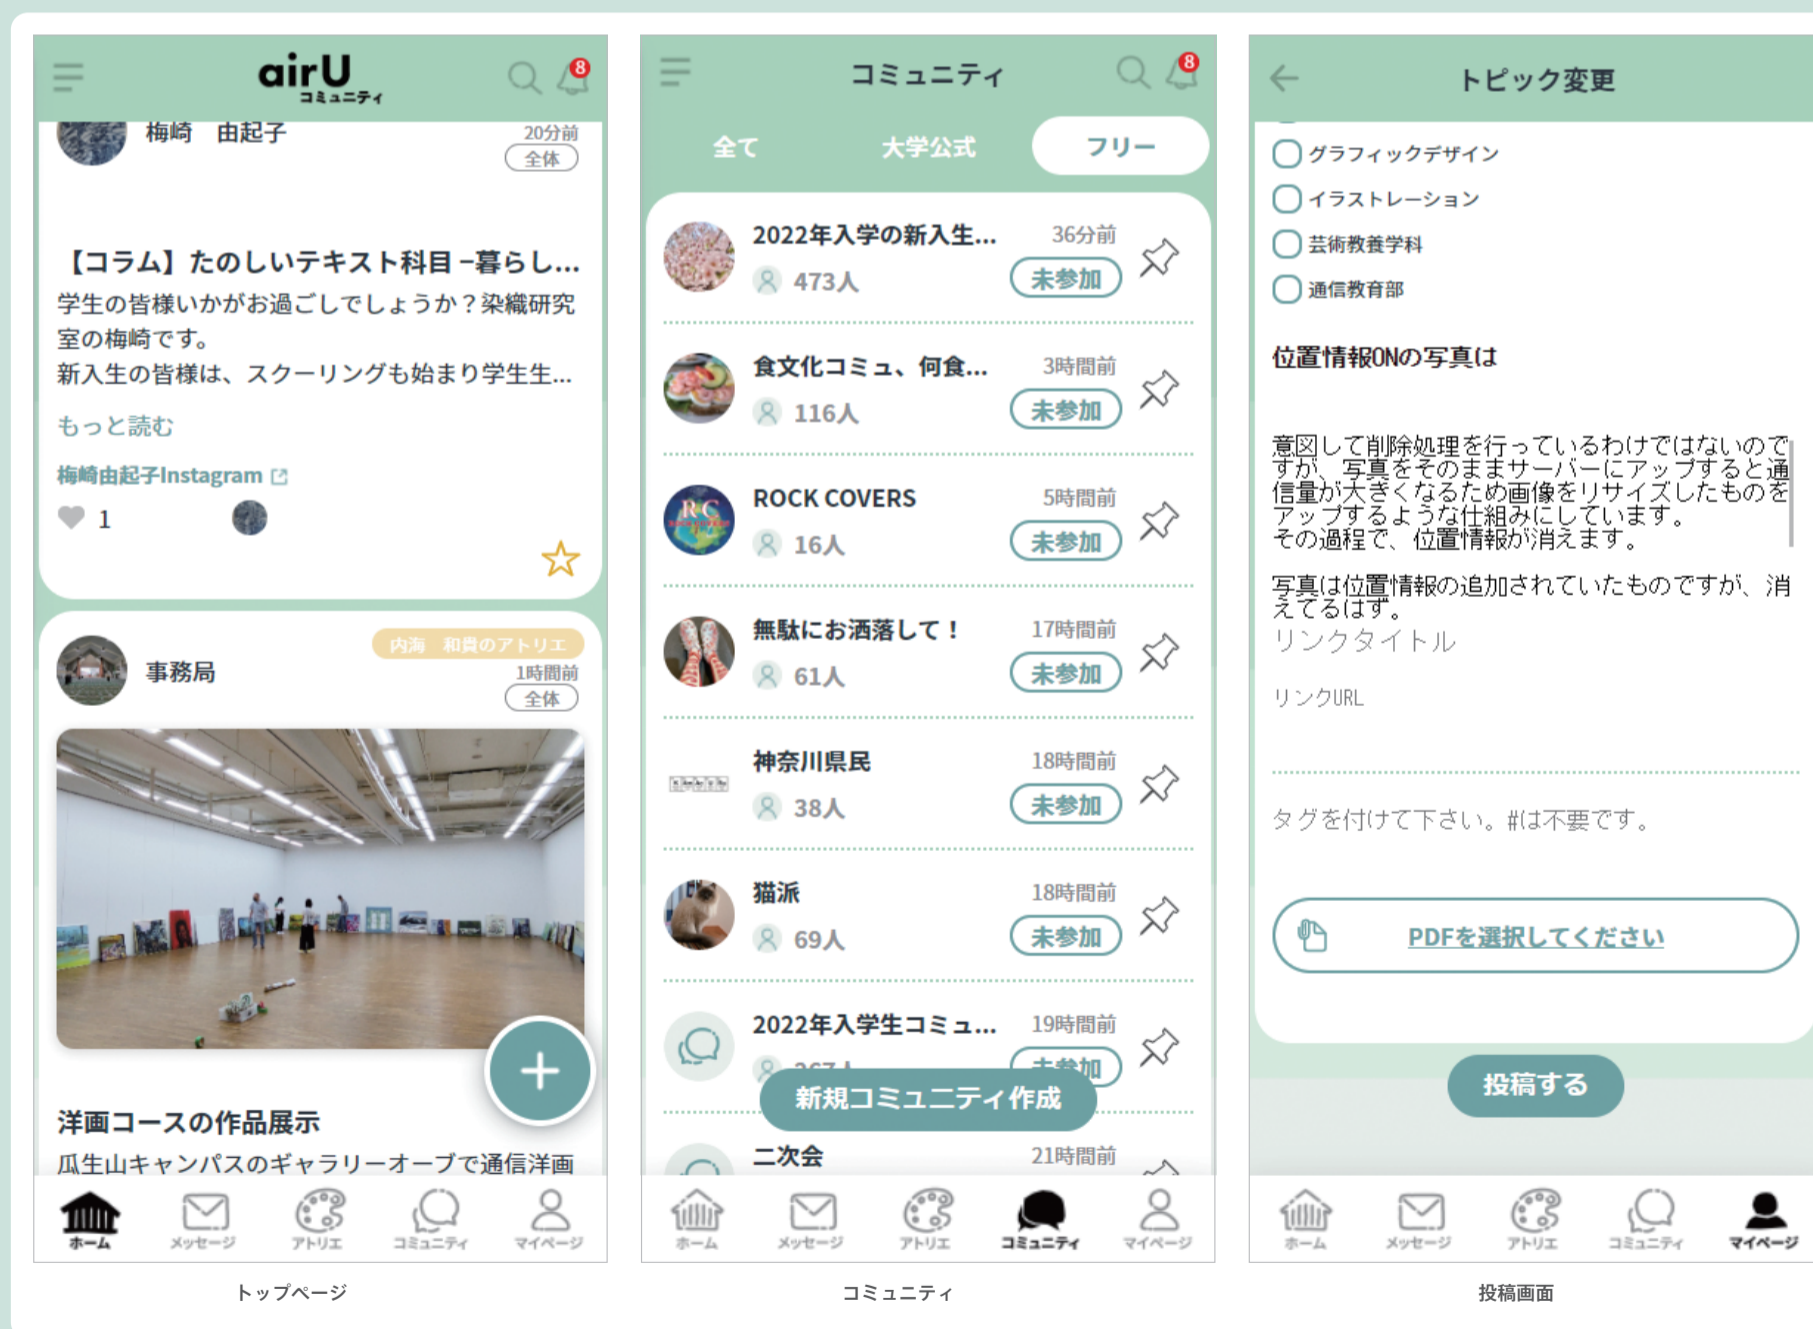 airU
コミュニティ
8
梅崎　由起子
20分前
全体
【コラム】たのしいテキスト科目 −暮らし...
学生の皆様いかがお過ごしでしょうか？染織研究
室の梅崎です。
新入生の皆様は、スクーリングも始まり学生生...
もっと読む
梅崎由起子Instagram
1
内海　和貴のアトリエ
事務局
1時間前
全体
洋画コースの作品展示
瓜生山キャンパスのギャラリーオーブで通信洋画
ホーム
メッセージ
アトリエ
コミュニティ
マイページ
トップページ
コミュニティ
8
全て
大学公式
フリー
2022年入学の新入生...
36分前
473人
未参加
食文化コミュ、何食...
3時間前
116人
未参加
ROCK COVERS
5時間前
16人
未参加
無駄にお洒落して！
17時間前
61人
未参加
神奈川県民
18時間前
38人
未参加
猫派
18時間前
69人
未参加
2022年入学生コミュ...
19時間前
未参加
新規コミュニティ作成
二次会
21時間前
ホーム
メッセージ
アトリエ
コミュニティ
マイページ
コミュニティ
トピック変更
グラフィックデザイン
イラストレーション
芸術教養学科
通信教育部
位置情報ONの写真は
意図して削除処理を行っているわけではないので
すが、写真をそのままサーバーにアップすると通
信量が大きくなるため画像をリサイズしたものを
アップするような仕組みにしています。
その過程で、位置情報が消えます。
写真は位置情報の追加されていたものですが、消
えてるはず。
リンクタイトル
リンクURL
タグを付けて下さい。#は不要です。
PDFを選択してください
投稿する
ホーム
メッセージ
アトリエ
コミュニティ
マイページ
投稿画面